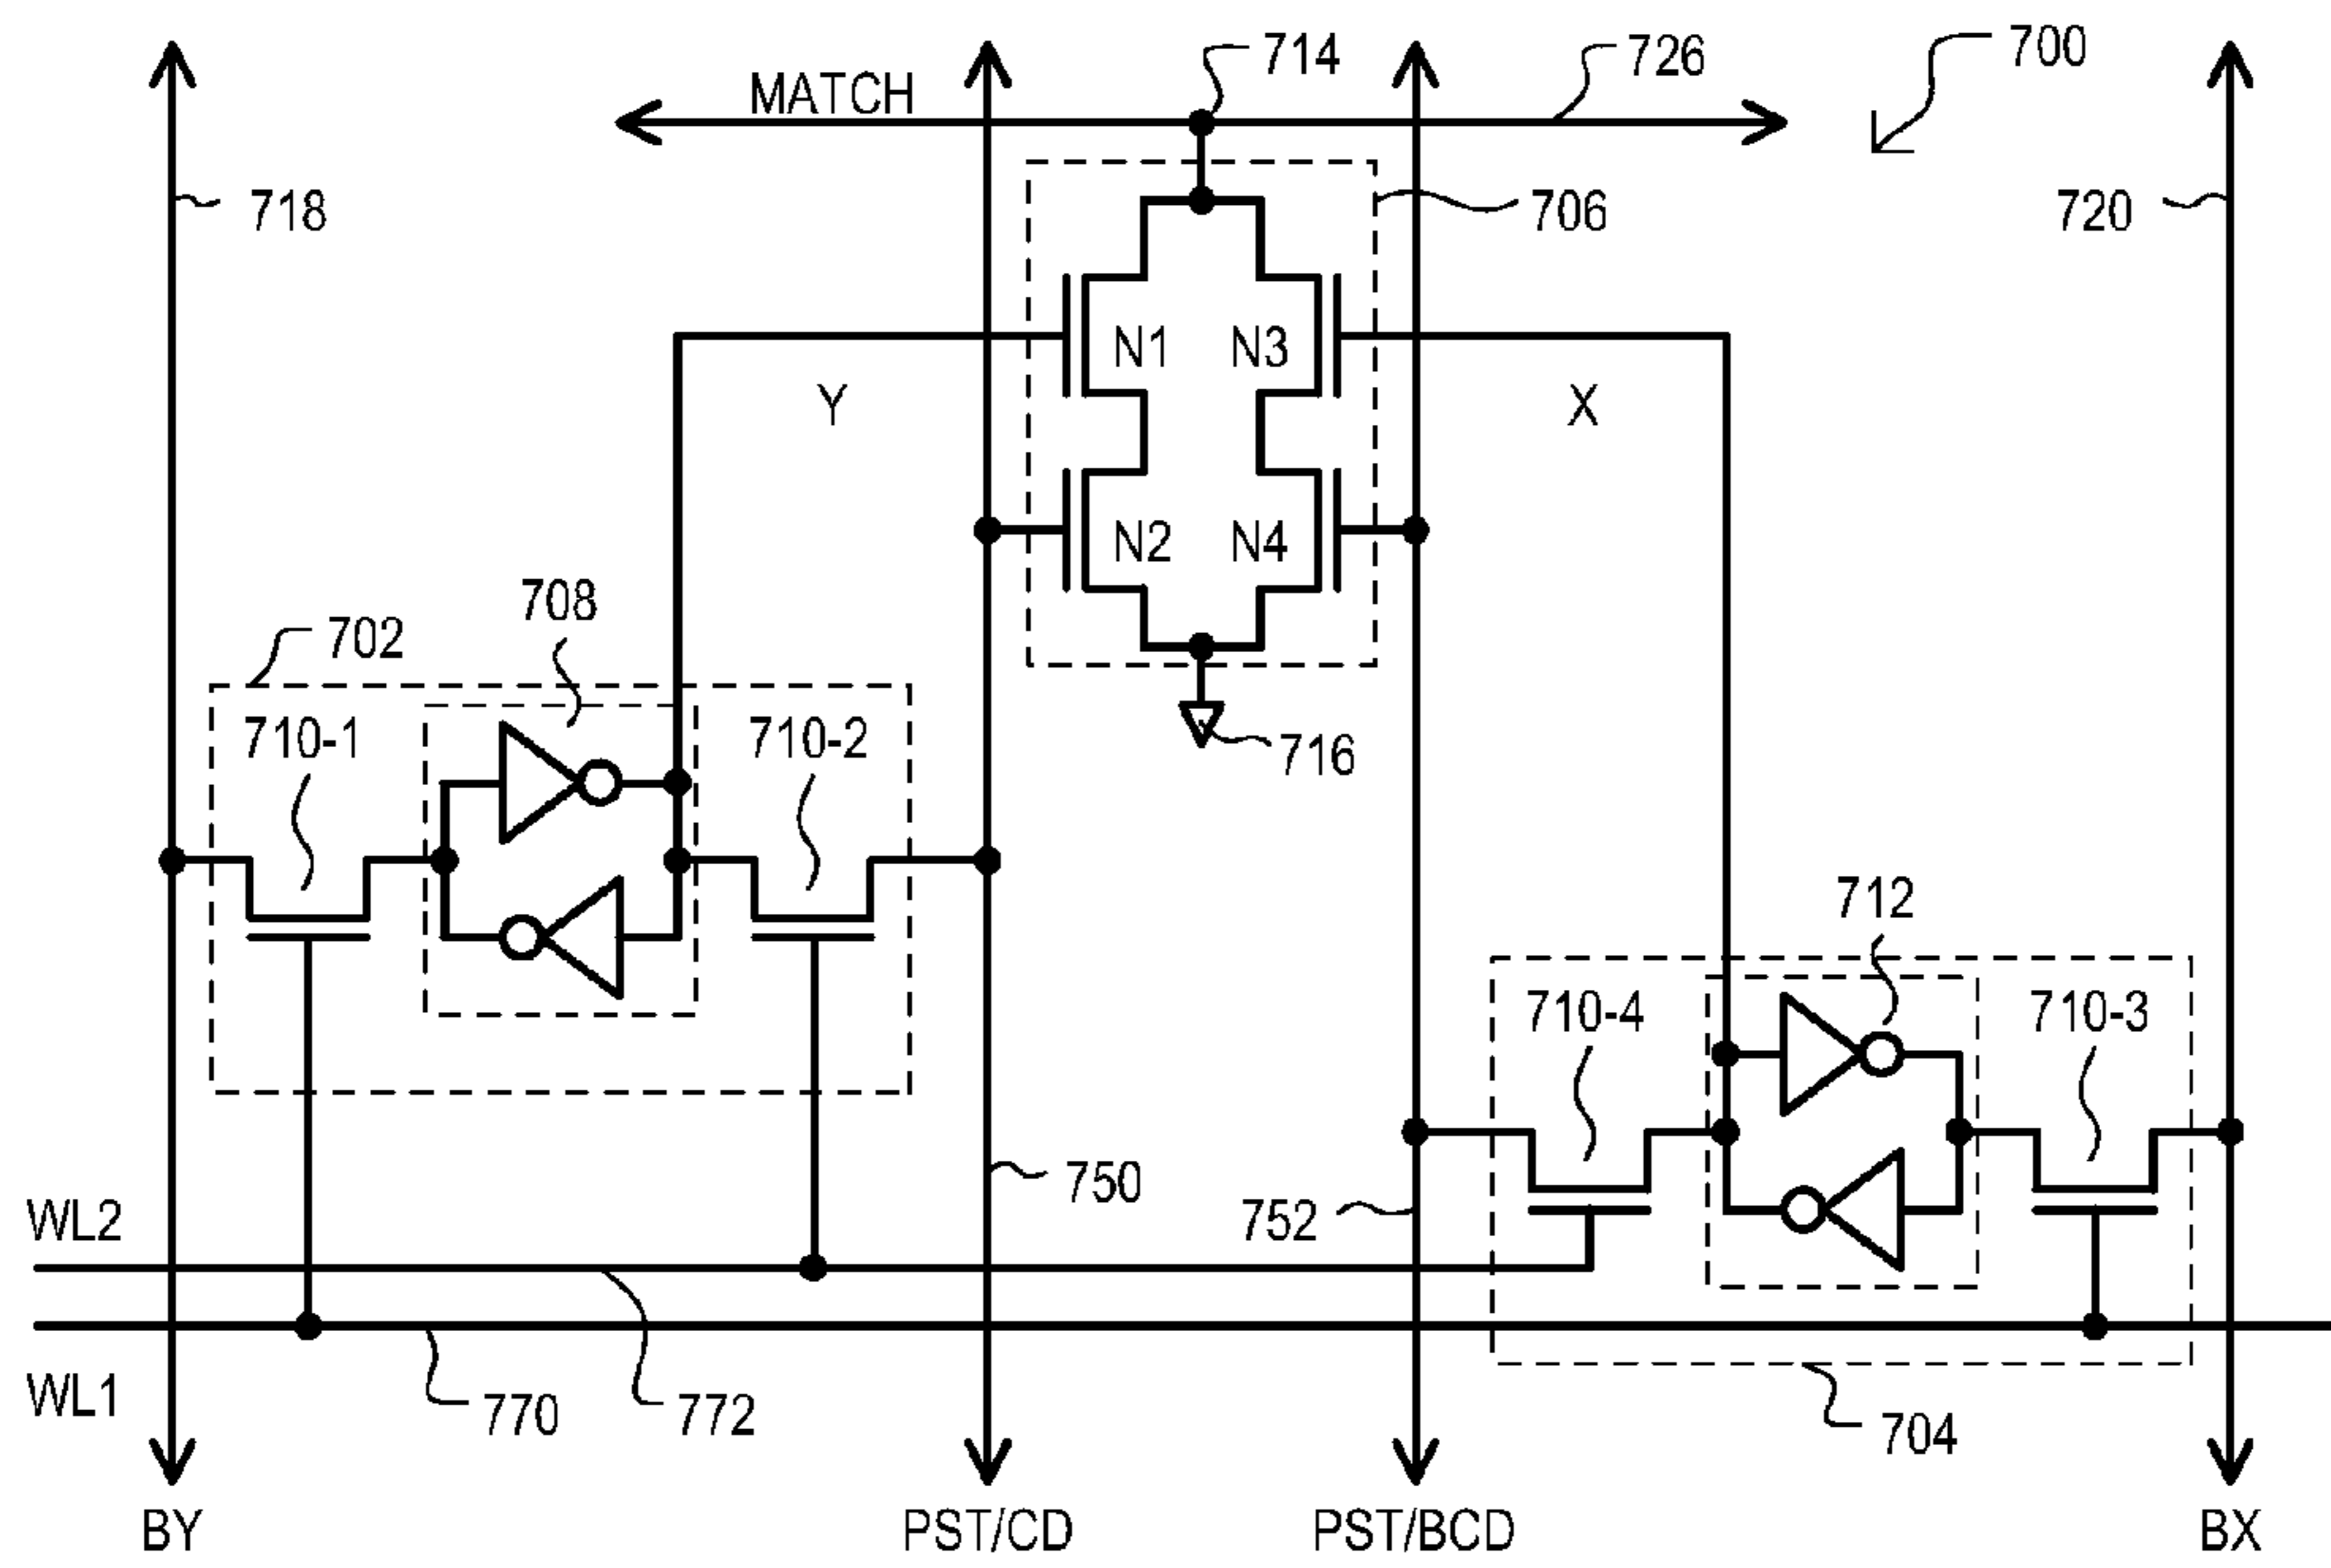 714
726
700
MATCH
718
706
720
N1
N3
Y
X
N2
N4
708
702
710-1
710-2
716
712
710-4
710-3
750
752
WL2
WL1
770
772
704
BY
PST/CD
PST/BCD
BX